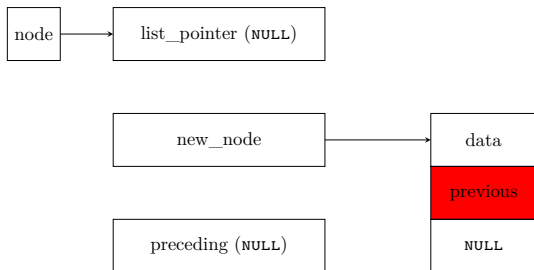 node
list_pointer (NULL)
new_node
data
previous
preceding (NULL)
NULL